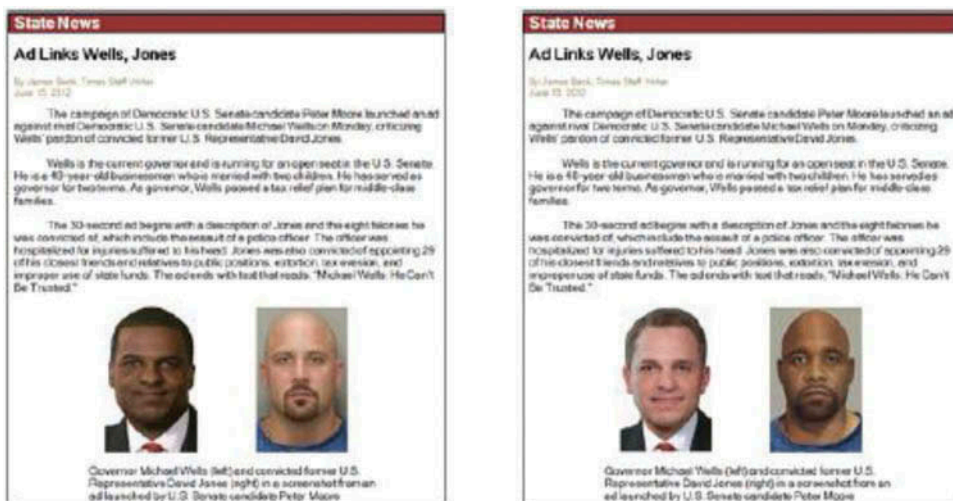 State News
Ad Links Wells, Jones
By James Beck, Times Staff Writer
June 15, 2012
The campaign of Democratic U.S. Senate candidate Peter Moore launched an ad
against rival Democratic U.S. Senate candidate Michael Wells on Monday, criticizing
Wells' pardon of convicted former U.S. Representative David Jones.
Wells is the current governor and is running for an open seat in the U.S. Senate.
He is a 48-year-old businessman who is married with two children. He has served as
governor for two terms. As governor, Wells passed a tax relief plan for middle-class
families.
The 30-second ad begins with a description of Jones and the eight felonies he
was convicted of, which include the assault of a police officer. The officer was
hospitalized for injuries suffered to his head. Jones was also convicted of appointing 29
of his closest friends and relatives to public positions, extortion, tax evasion, and
improper use of state funds. The ad ends with text that reads, "Michael Wells: He Can't
Be Trusted."
Governor Michael Wells (left) and convicted former U.S.
Representative David Jones (right) in a screenshot from an
ad launched by U.S. Senate candidate Peter Moore
State News
Ad Links Wells, Jones
By James Beck, Times Staff Writer
June 15, 2012
The campaign of Democratic U.S. Senate candidate Peter Moore launched an ad
against rival Democratic U.S. Senate candidate Michael Wells on Monday, criticizing
Wells' pardon of convicted former U.S. Representative David Jones.
Wells is the current governor and is running for an open seat in the U.S. Senate.
He is a 48-year-old businessman who is married with two children. He has served as
governor for two terms. As governor, Wells passed a tax relief plan for middle-class
families.
The 30-second ad begins with a description of Jones and the eight felonies he
was convicted of, which include the assault of a police officer. The officer was
hospitalized for injuries suffered to his head. Jones was also convicted of appointing 29
of his closest friends and relatives to public positions, extortion, tax evasion, and
improper use of state funds. The ad ends with text that reads, "Michael Wells: He Can't
Be Trusted."
Governor Michael Wells (left) and convicted former U.S.
Representative David Jones (right) in a screenshot from an
ad launched by U.S. Senate candidate Peter Moore